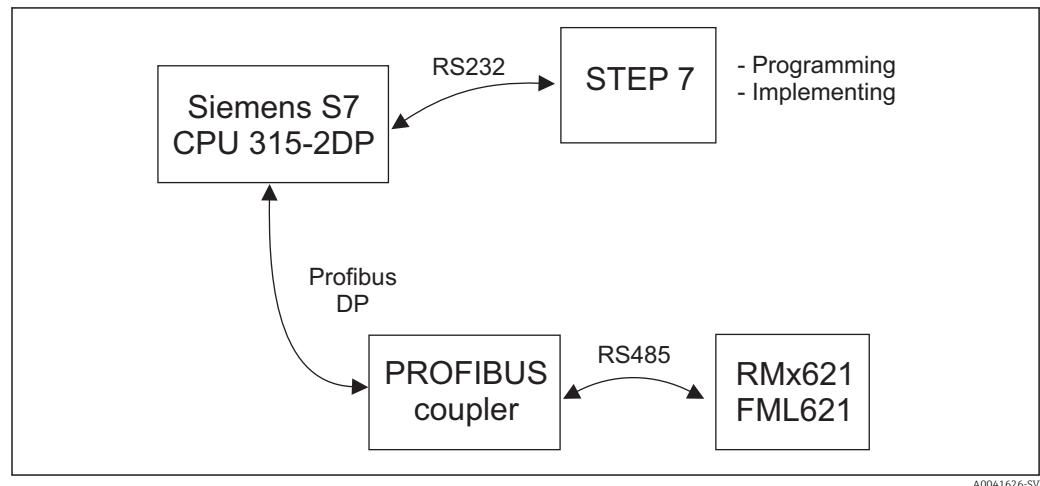 RS232
STEP 7
- Programming
- Implementing
Siemens S7
CPU 315-2DP
Profibus
DP
PROFIBUS
coupler
RS485
RMx621
FML621
A0041626-SV